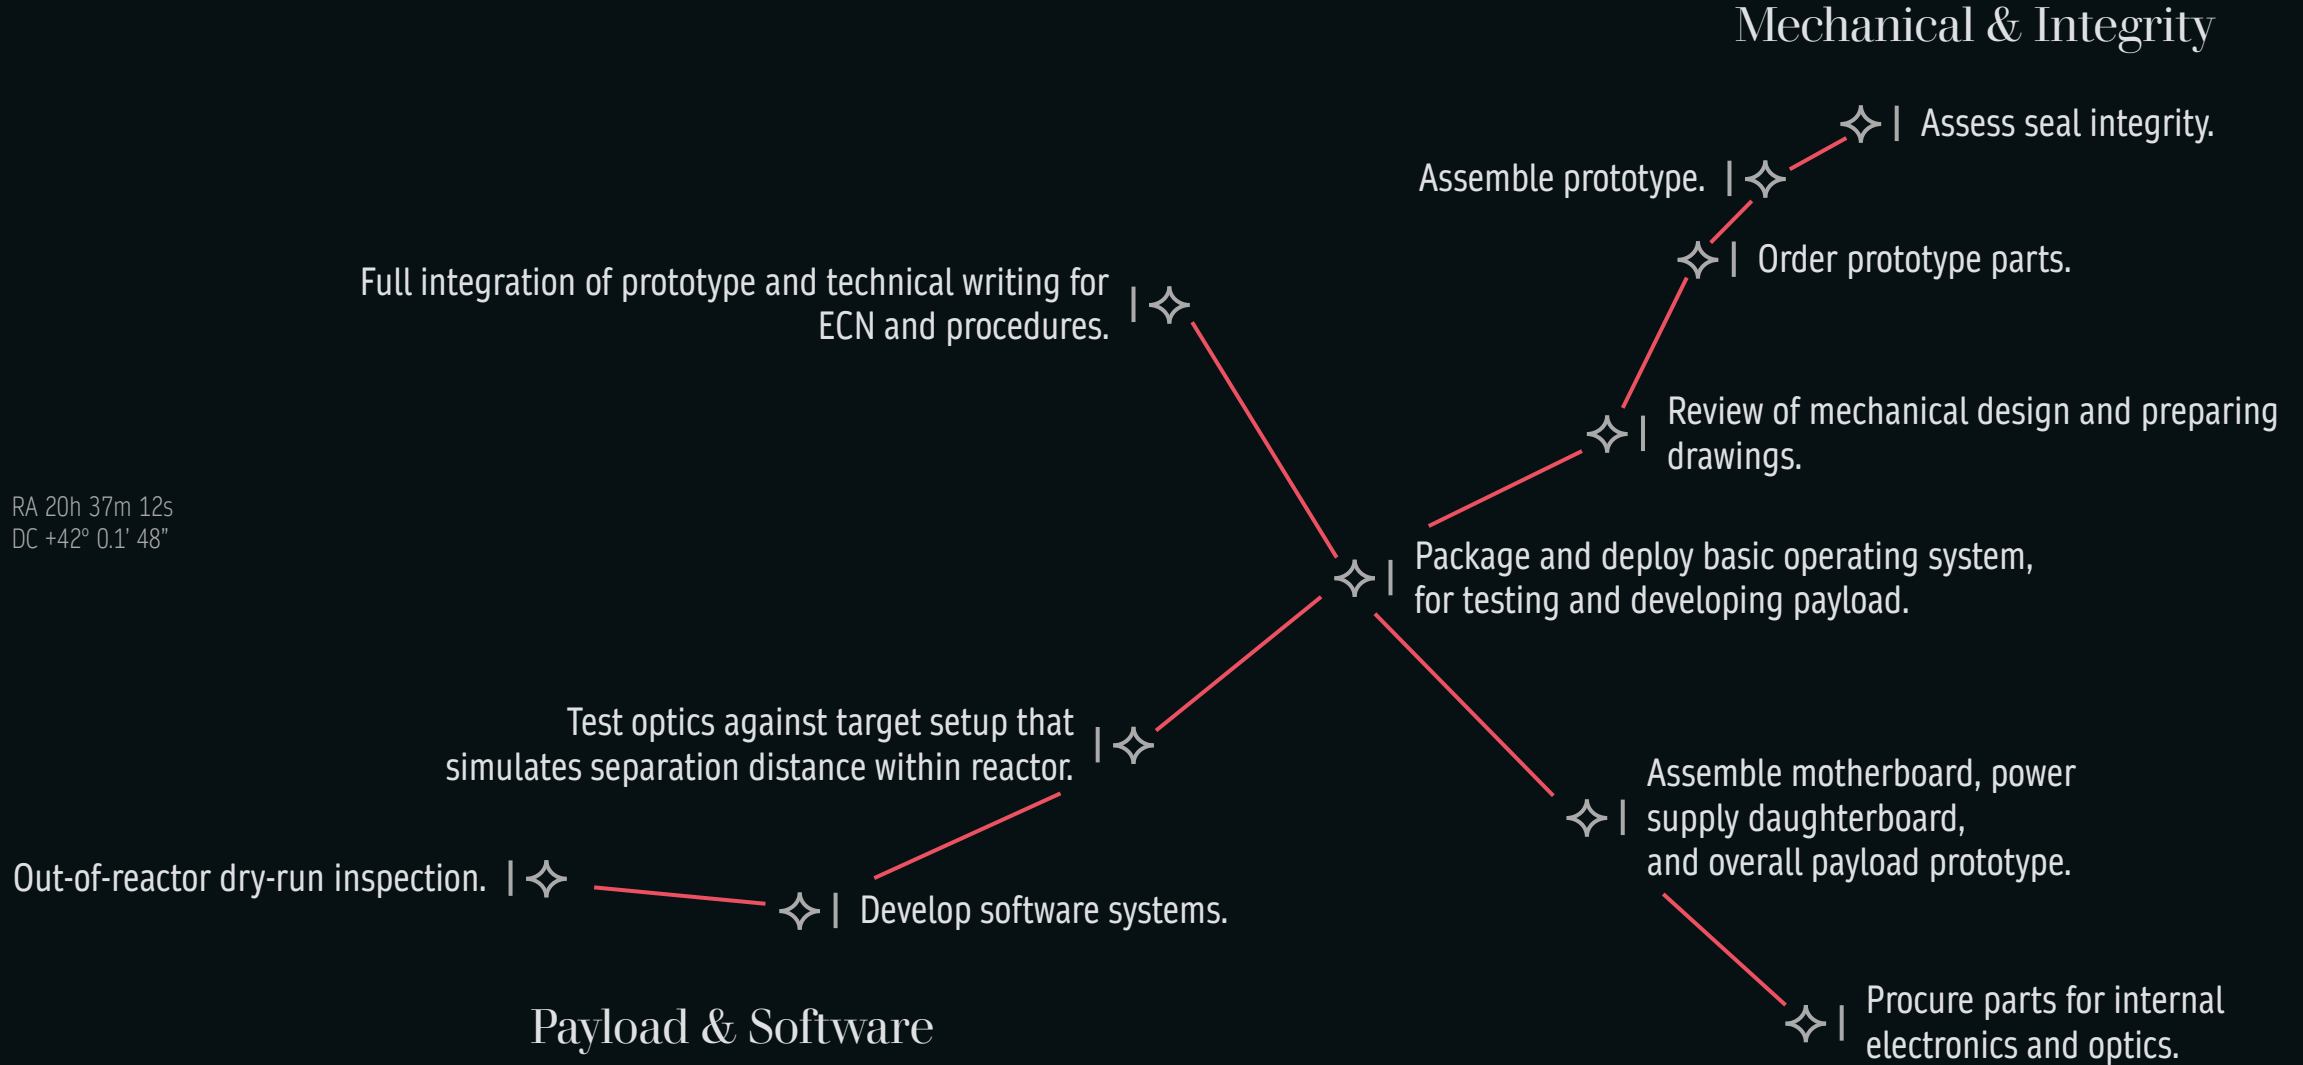 Mechanical & Integrity
Assess seal integrity.
Assemble prototype.
Order prototype parts.
Full integration of prototype and technical writing for
ECN and procedures.
Review of mechanical design and preparing
drawings.
RA 20h 37m 12s
DC +42° 0.1' 48"
Package and deploy basic operating system,
for testing and developing payload.
Test optics against target setup that
simulates separation distance within reactor.
Assemble motherboard, power
supply daughterboard,
and overall payload prototype.
Out-of-reactor dry-run inspection.
Develop software systems.
Payload & Software
Procure parts for internal
electronics and optics.